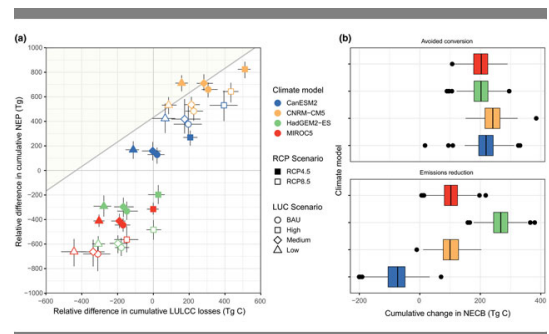 (a)
1000
800
600
400
200
0
−200
−400
−600
−800
−1000
−600
−400
−200
0
200
400
600
Relative difference in cumulative NEP (Tg)
Relative difference in cumulative LULCC losses (Tg C)
Climate model
CanESM2
CNRM−CM5
HadGEM2−ES
MIROC5
RCP Scenario
RCP4.5
RCP8.5
LUC Scenario
BAU
High
Medium
Low
(b)
Avoided conversion
Emissions reduction
Climate model
−200
0
200
400
Cumulative change in NECB (Tg C)